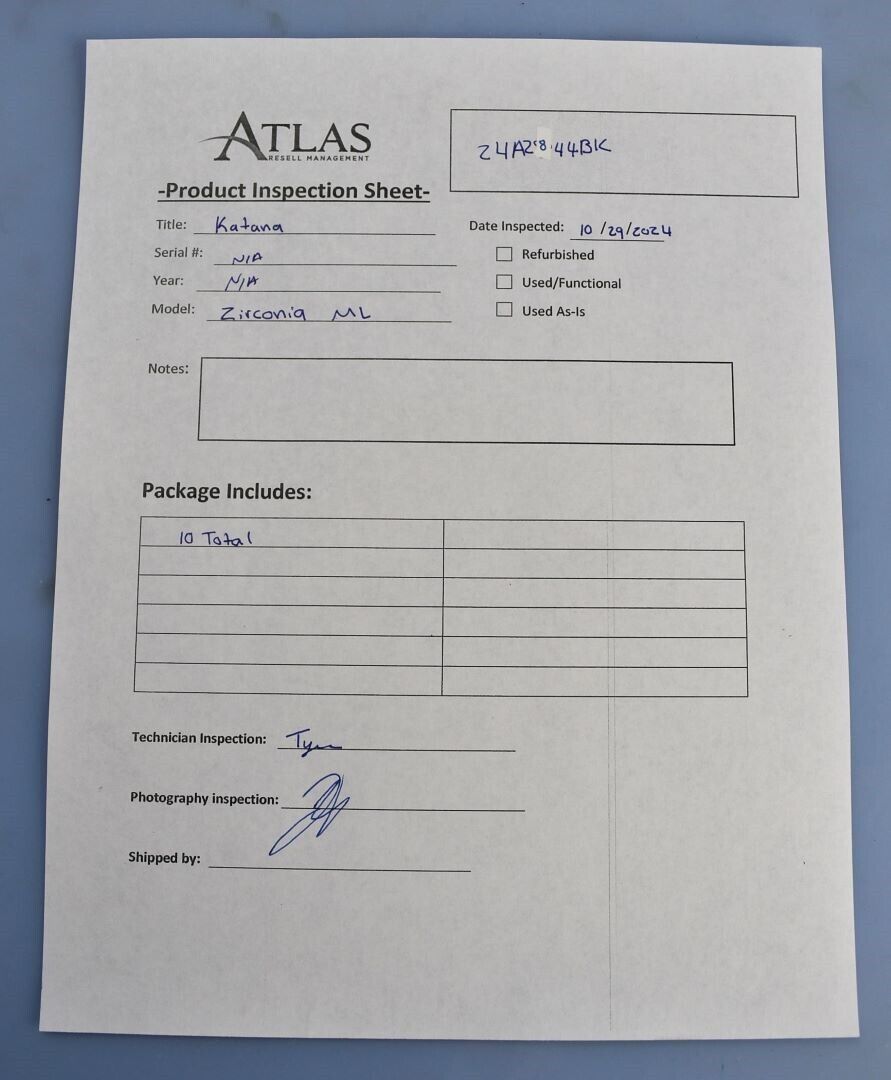 ATLAS
RESELL MANAGEMENT
24A2844BK
-Product Inspection Sheet-
Title: Katana
Date Inspected: 10/29/2024
Serial #: N/A
Refurbished
Year: N/A
Used/Functional
Model: Zirconia ML
Used As-Is
Notes:
Package Includes:
10 Total
Technician Inspection:
Photography inspection:
Shipped by: